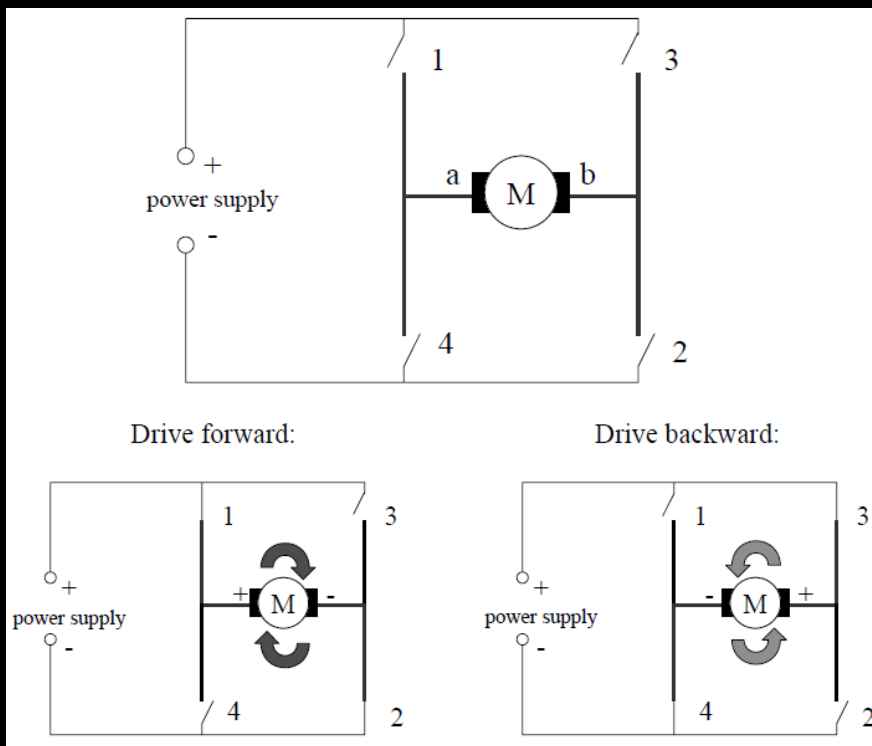 1 3
+
a M b
power supply
-
4 2
Drive forward: Drive backward:
1 3
+ + M -
power supply
-
4 2
1 3
+ - M +
power supply
-
4 2